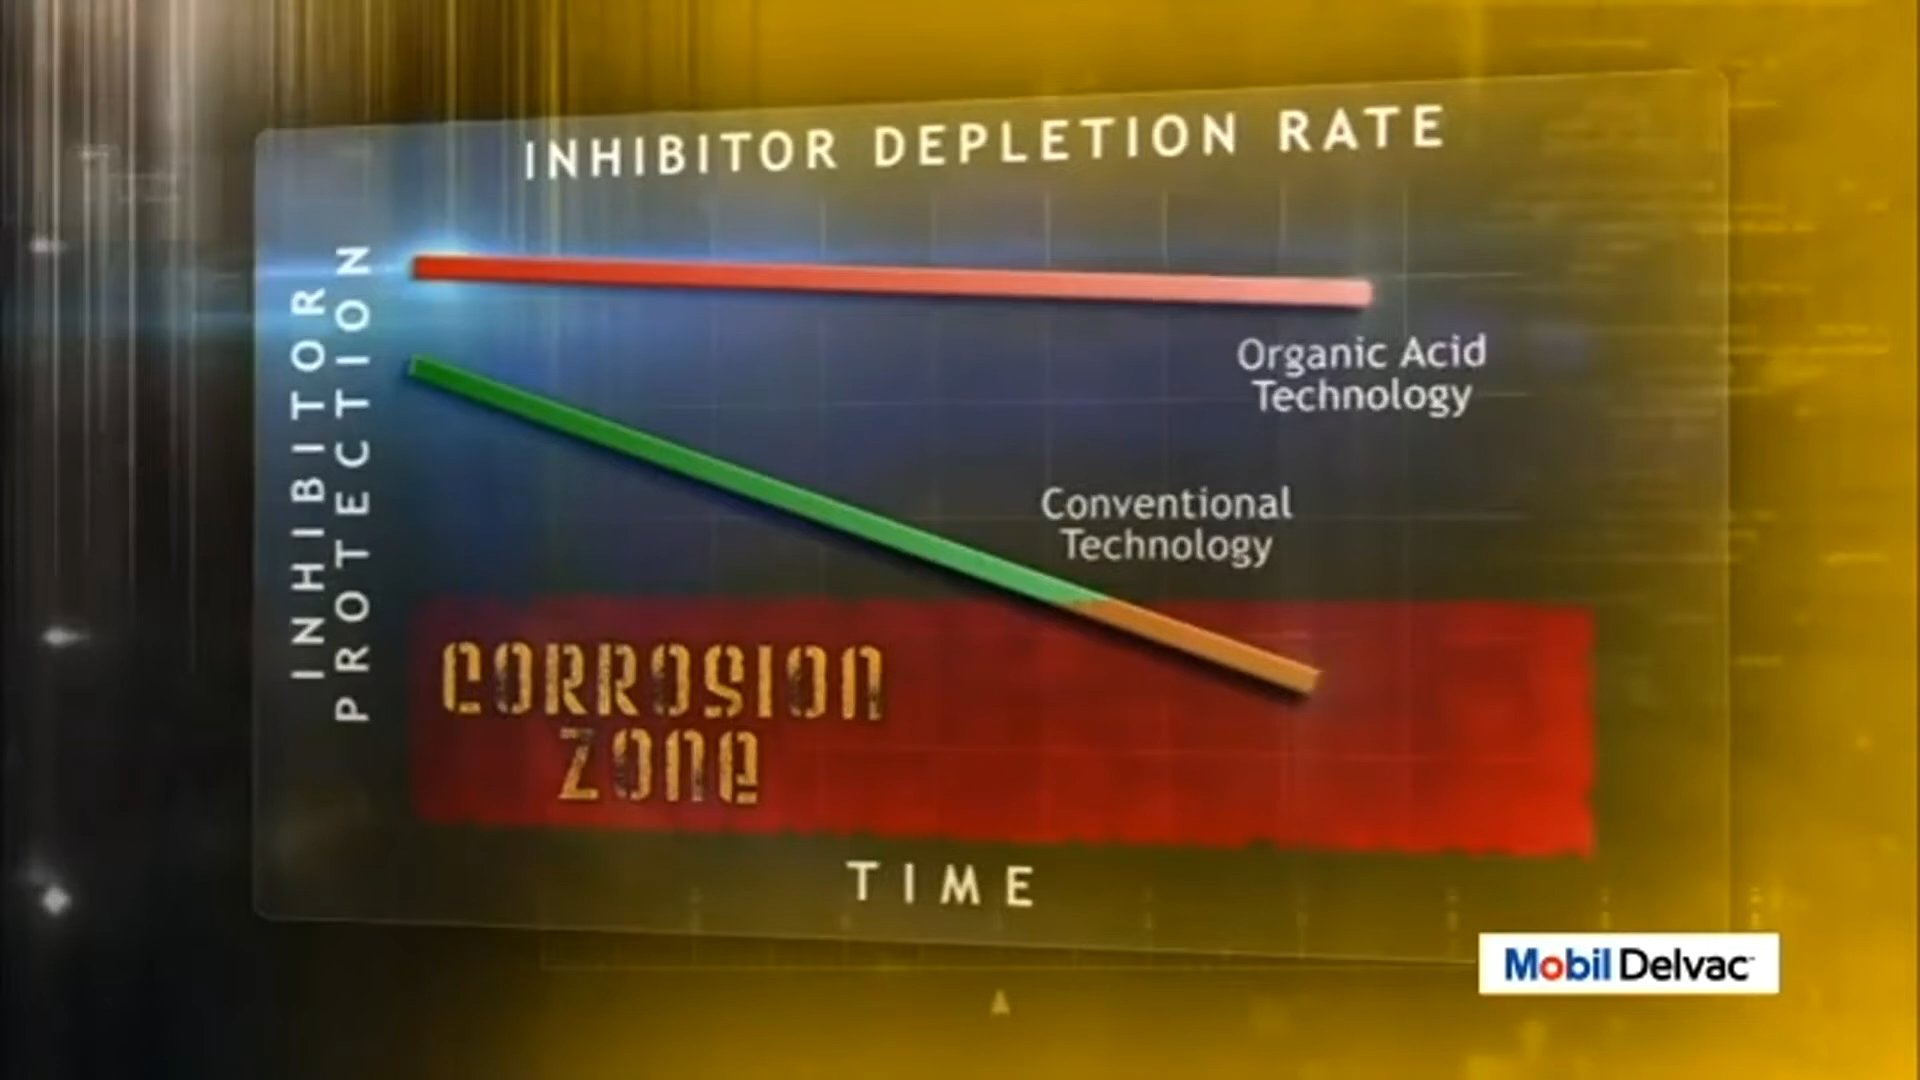 INHIBITOR DEPLETION RATE
INHIBITOR
PROTECTION
Organic Acid
Technology
Conventional
Technology
CORROSION
ZONE
TIME
Mobil Delvac